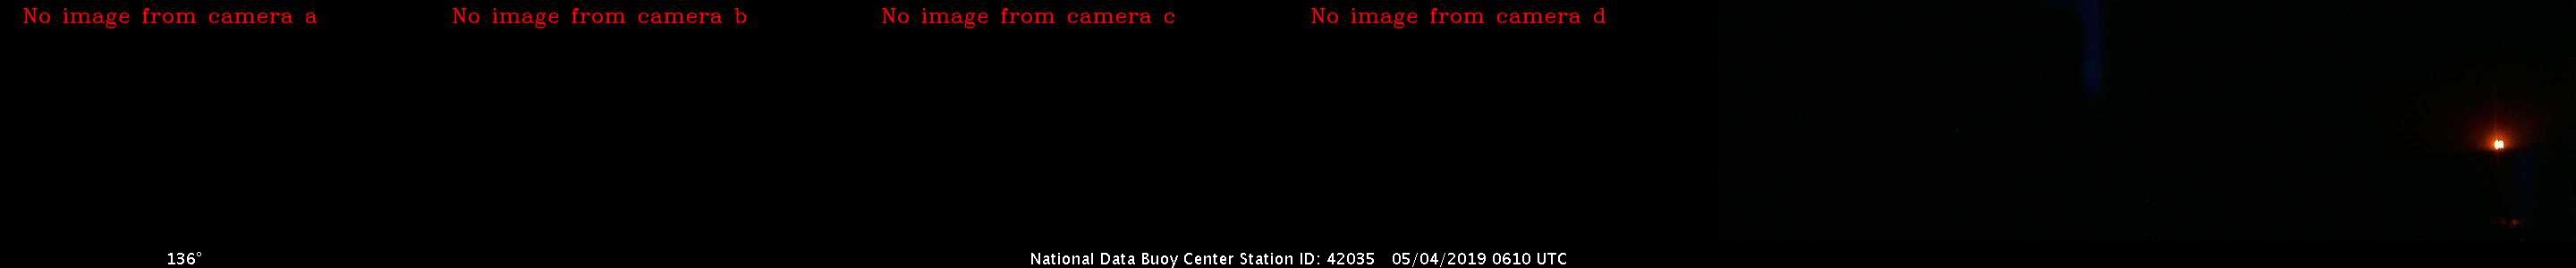 No image from camera a
No image from camera b
No image from camera c
No image from camera d
136°
National Data Buoy Center Station ID: 42035 05/04/2019 0610 UTC